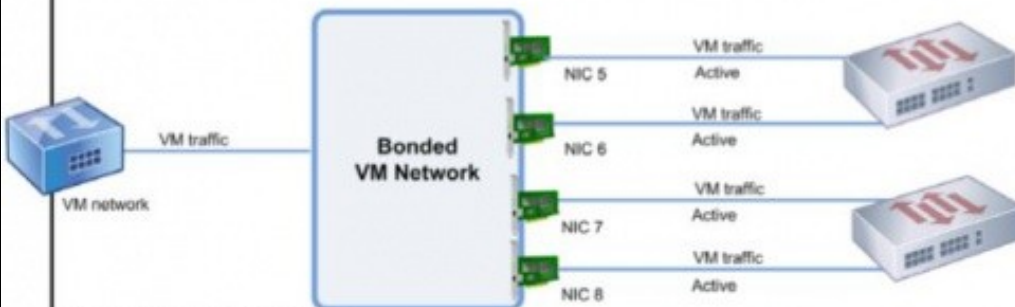 VM traffic
NIC 5
Active
VM traffic
VM traffic
Bonded
VM Network
NIC 6
Active
VM network
VM traffic
NIC 7
Active
VM traffic
NIC 8
Active